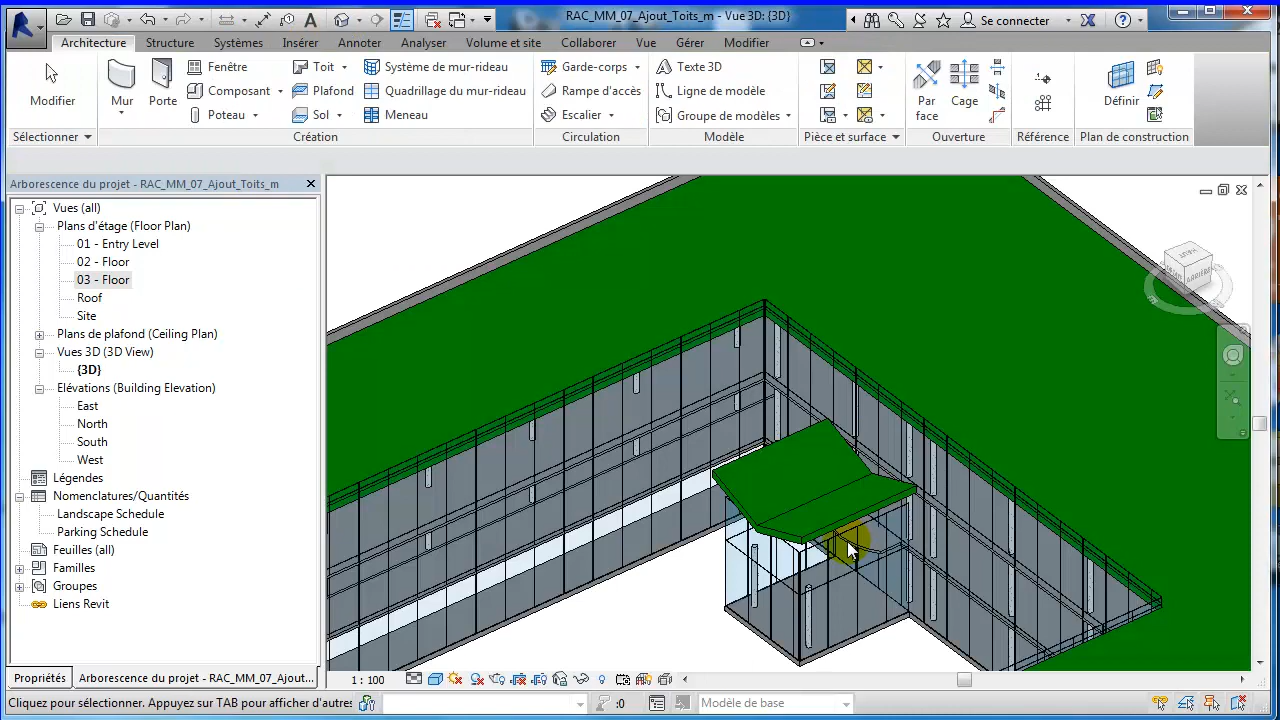 RAC_MM_07_Ajout_Toits_m - Vue 3D: {3D}
Se connecter
Architecture Structure Systèmes Insérer Annoter Analyser Volume et site Collaborer Vue Gérer Modifier
Modifier
Mur
Porte
Fenêtre
Composant
Poteau
Toit
Plafond
Sol
Système de mur-rideau
Quadrillage du mur-rideau
Meneau
Garde-corps
Rampe d'accès
Escalier
Texte 3D
Ligne de modèle
Groupe de modèles
Par face
Cage
Définir
Sélectionner
Création
Circulation
Modèle
Pièce et surface
Ouverture
Référence
Plan de construction
Arborescence du projet - RAC_MM_07_Ajout_Toits_m
Vues (all)
Plans d'étage (Floor Plan)
01 - Entry Level
02 - Floor
03 - Floor
Roof
Site
Plans de plafond (Ceiling Plan)
Vues 3D (3D View)
{3D}
Elévations (Building Elevation)
East
North
South
West
Légendes
Nomenclatures/Quantités
Landscape Schedule
Parking Schedule
Feuilles (all)
Familles
Groupes
Liens Revit
Propriétés
Arborescence du projet - RAC_MM_07_Ajout...
1 : 100
Cliquez pour sélectionner. Appuyez sur TAB pour afficher d'autres
:0
Modèle de base